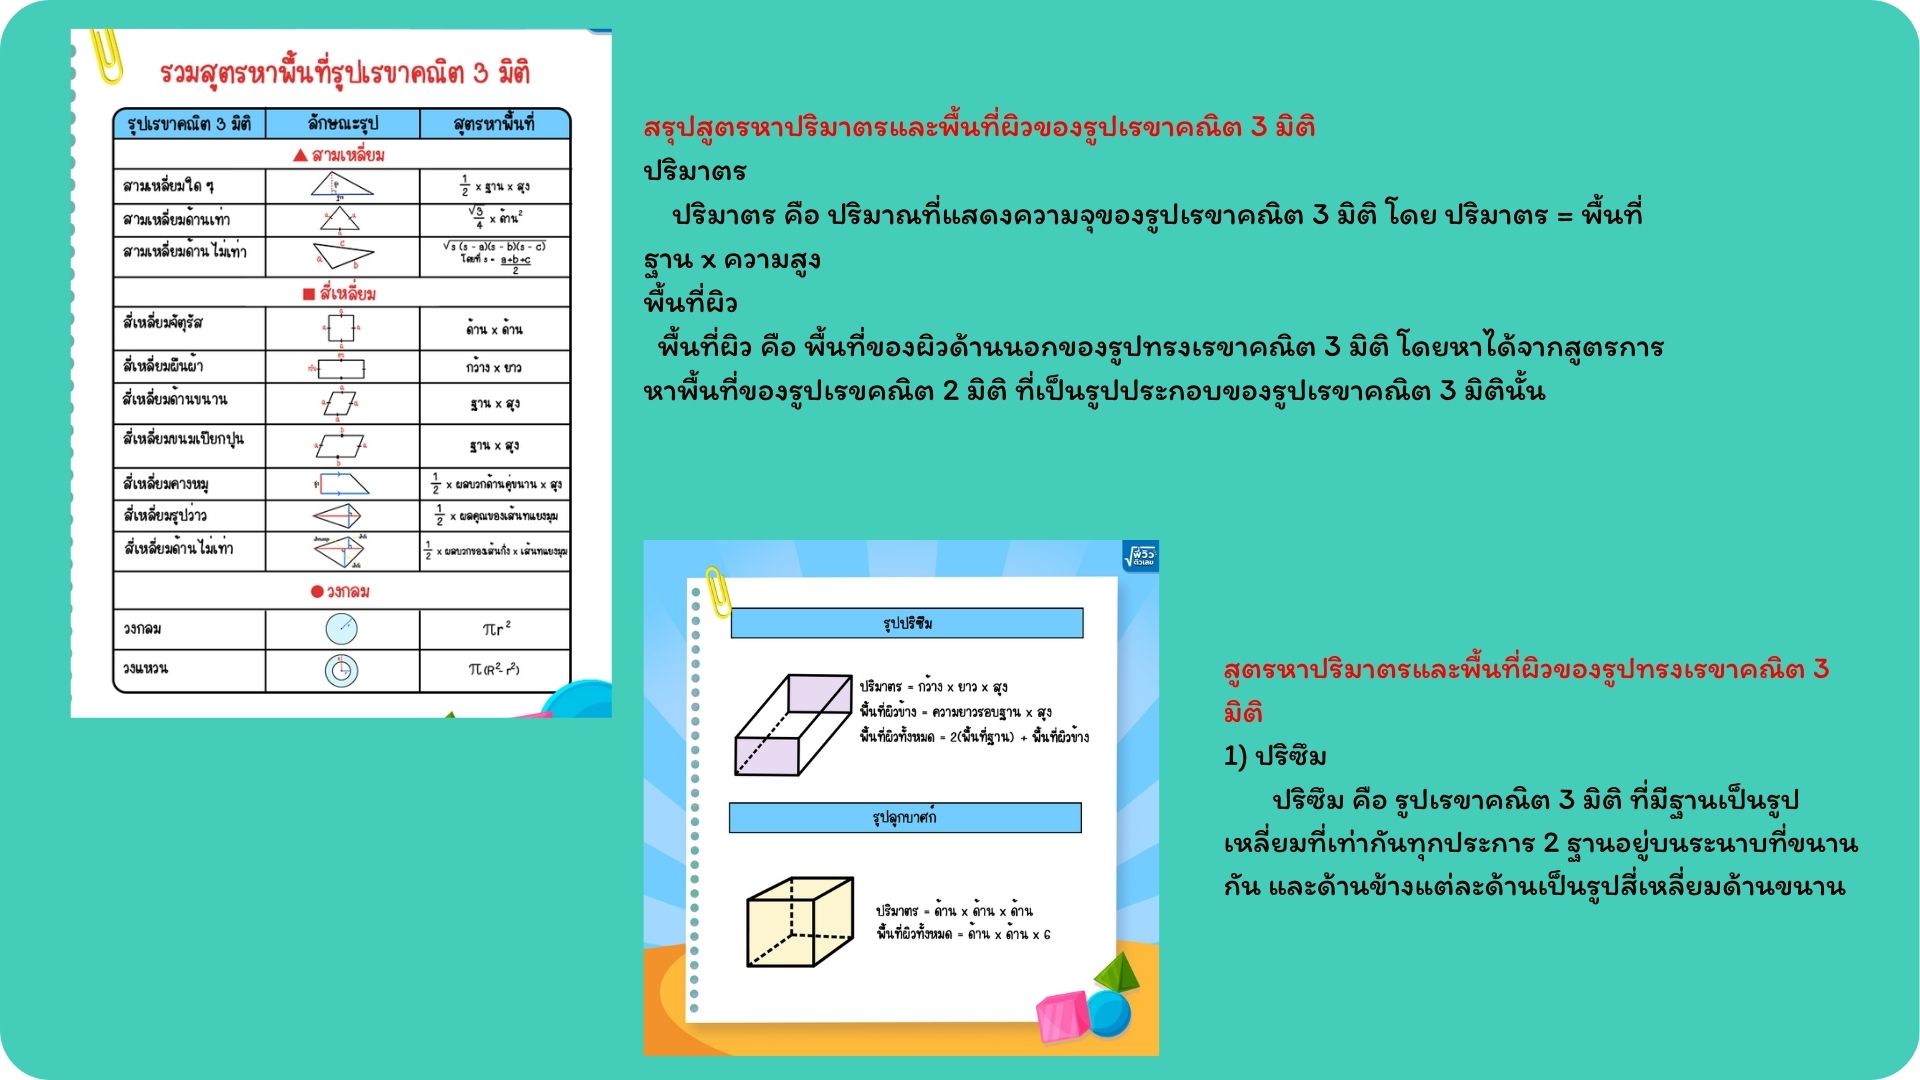 รวมสูตรหาพื้นที่รูปเรขาคณิต 3 มิติ
รูปเรขาคณิต 3 มิติ ลักษณะรูป สูตรหาพื้นที่
สามเหลี่ยม
สามเหลี่ยมใด ๆ 1/2 x ฐาน x สูง
สามเหลี่ยมด้านเท่า √3/4 x ด้าน²
สามเหลี่ยมด้านไม่เท่า √s (s - a)(s - b)(s - c)
โดยที่ s = a+b+c/2
สี่เหลี่ยม
สี่เหลี่ยมจัตุรัส ด้าน x ด้าน
สี่เหลี่ยมผืนผ้า กว้าง x ยาว
สี่เหลี่ยมด้านขนาน ฐาน x สูง
สี่เหลี่ยมขนมเปียกปูน ฐาน x สูง
สี่เหลี่ยมคางหมู 1/2 x ผลบวกด้านคู่ขนาน x สูง
สี่เหลี่ยมรูปว่าว 1/2 x ผลคูณของเส้นทแยงมุม
สี่เหลี่ยมด้านไม่เท่า 1/2 x ผลบวกของเส้นกิ่ง x เส้นทแยงมุม
วงกลม
วงกลม πr²
วงแหวน π(R²- r²)
สรุปสูตรหาปริมาตรและพื้นที่ผิวของรูปเรขาคณิต 3 มิติ
ปริมาตร
ปริมาตร คือ ปริมาณที่แสดงความจุของรูปเรขาคณิต 3 มิติ โดย ปริมาตร = พื้นที่
ฐาน x ความสูง
พื้นที่ผิว
พื้นที่ผิว คือ พื้นที่ของผิวด้านนอกของรูปทรงเรขาคณิต 3 มิติ โดยหาได้จากสูตรการ
หาพื้นที่ของรูปเรขคณิต 2 มิติ ที่เป็นรูปประกอบของรูปเรขาคณิต 3 มิตินั้น
พี่วิว
ตัวเลข
รูปปริซึม
ปริมาตร = กว้าง x ยาว x สูง
พื้นที่ผิวข้าง = ความยาวรอบฐาน x สูง
พื้นที่ผิวทั้งหมด = 2(พื้นที่ฐาน) + พื้นที่ผิวข้าง
รูปลูกบาศก์
ปริมาตร = ด้าน x ด้าน x ด้าน
พื้นที่ผิวทั้งหมด = ด้าน x ด้าน x 6
สูตรหาปริมาตรและพื้นที่ผิวของรูปทรงเรขาคณิต 3
มิติ
1) ปริซึม
ปริซึม คือ รูปเรขาคณิต 3 มิติ ที่มีฐานเป็นรูป
เหลี่ยมที่เท่ากันทุกประการ 2 ฐานอยู่บนระนาบที่ขนาน
กัน และด้านข้างแต่ละด้านเป็นรูปสี่เหลี่ยมด้านขนาน